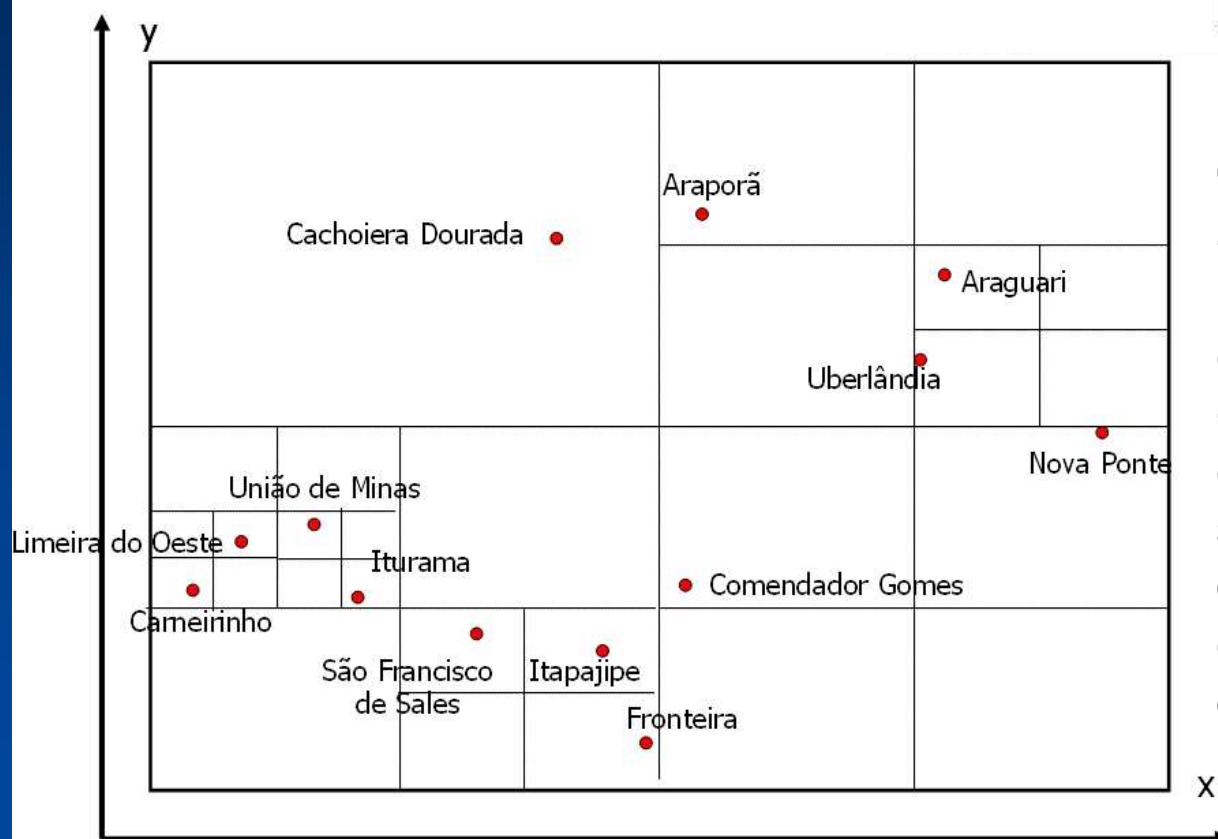 y
Araporã
Cachoiera Dourada
Araguari
Uberlândia
Nova Ponte
União de Minas
Limeira do Oeste
Iturama
Comendador Gomes
Carneirinho
São Francisco
de Sales
Itapajipe
Fronteira
x